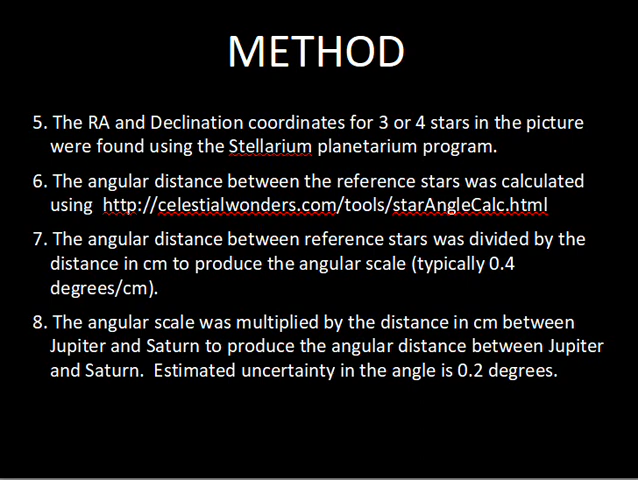 METHOD
5. The RA and Declination coordinates for 3 or 4 stars in the picture
were found using the Stellarium planetarium program.
6. The angular distance between the reference stars was calculated
using http://celestialwonders.com/tools/starAngleCalc.html
7. The angular distance between reference stars was divided by the
distance in cm to produce the angular scale (typically 0.4
degrees/cm).
8. The angular scale was multiplied by the distance in cm between
Jupiter and Saturn to produce the angular distance between Jupiter
and Saturn. Estimated uncertainty in the angle is 0.2 degrees.